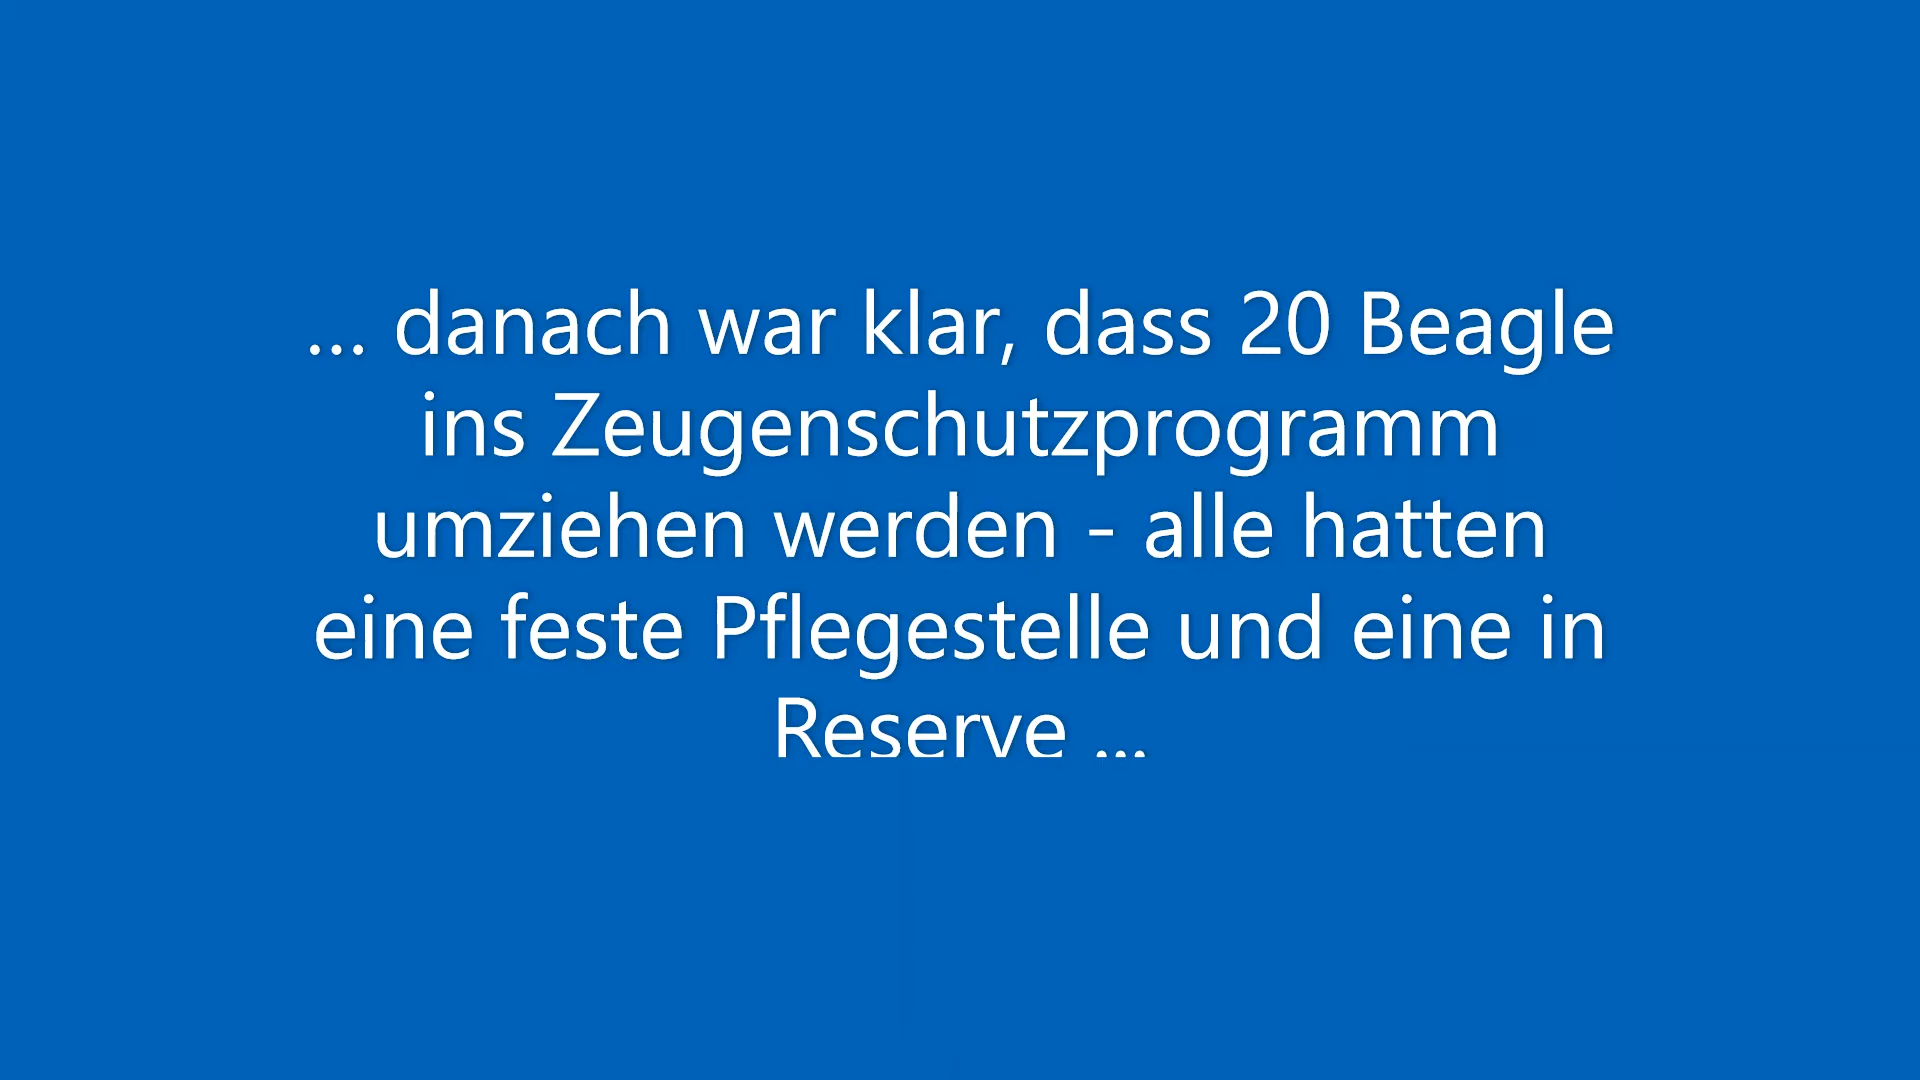 ... danach war klar, dass 20 Beagle
ins Zeugenschutzprogramm
umziehen werden - alle hatten
eine feste Pflegestelle und eine in
Reserve ...